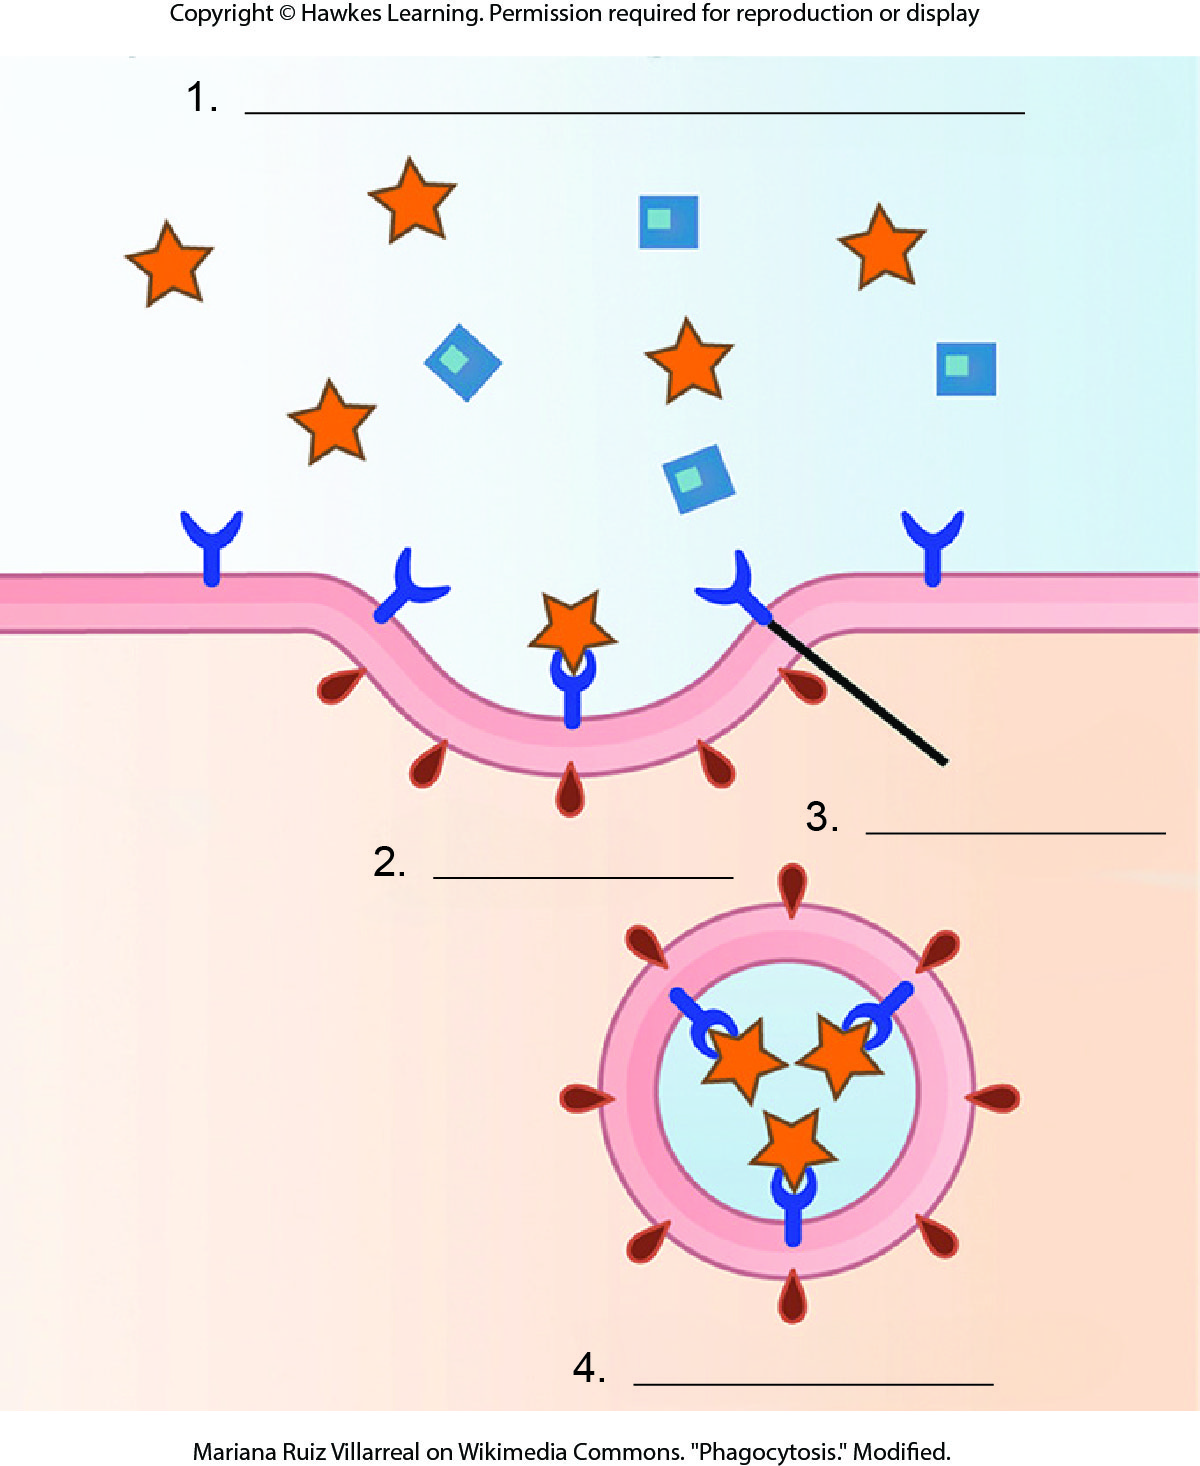 Copyright © Hawkes Learning. Permission required for reproduction or display
1.
3.
2.
4.
Mariana Ruiz Villarreal on Wikimedia Commons. "Phagocytosis." Modified.